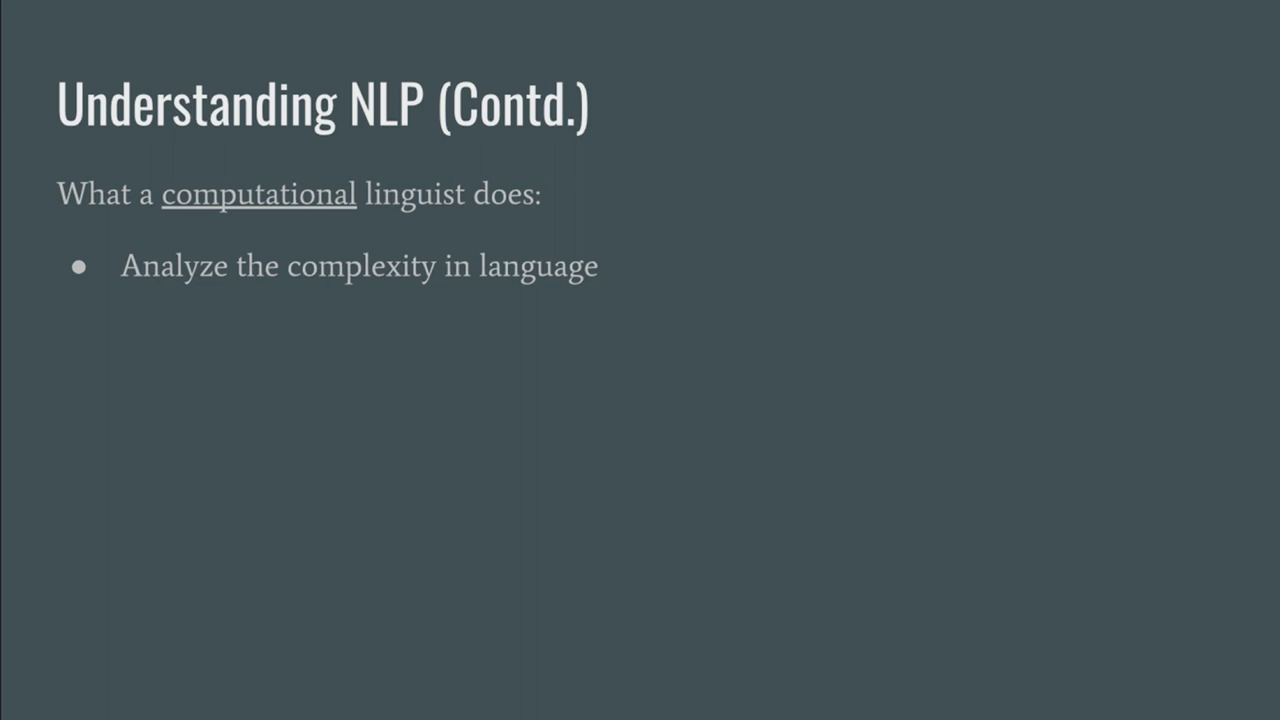 Understanding NLP (Contd.)
What a computational linguist does:
● Analyze the complexity in language